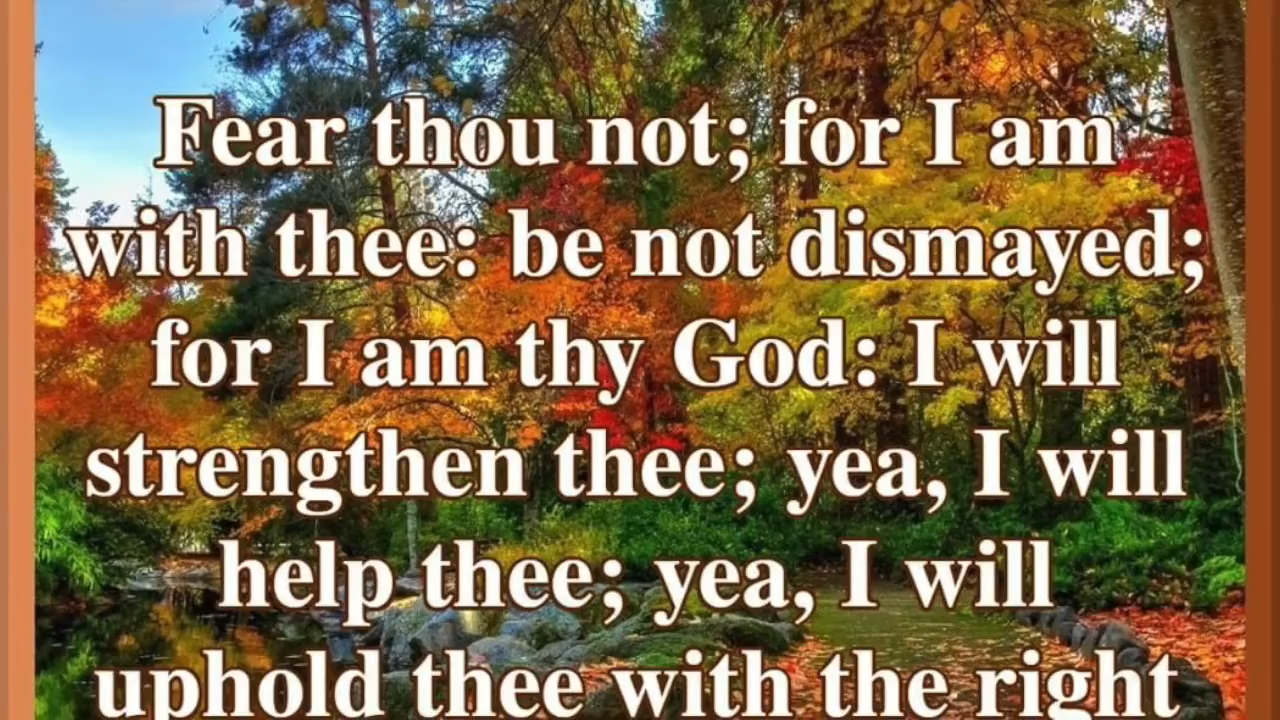 Fear thou not; for I am
with thee: be not dismayed;
for I am thy God: I will
strengthen thee; yea, I will
help thee; yea, I will
uphold thee with the right